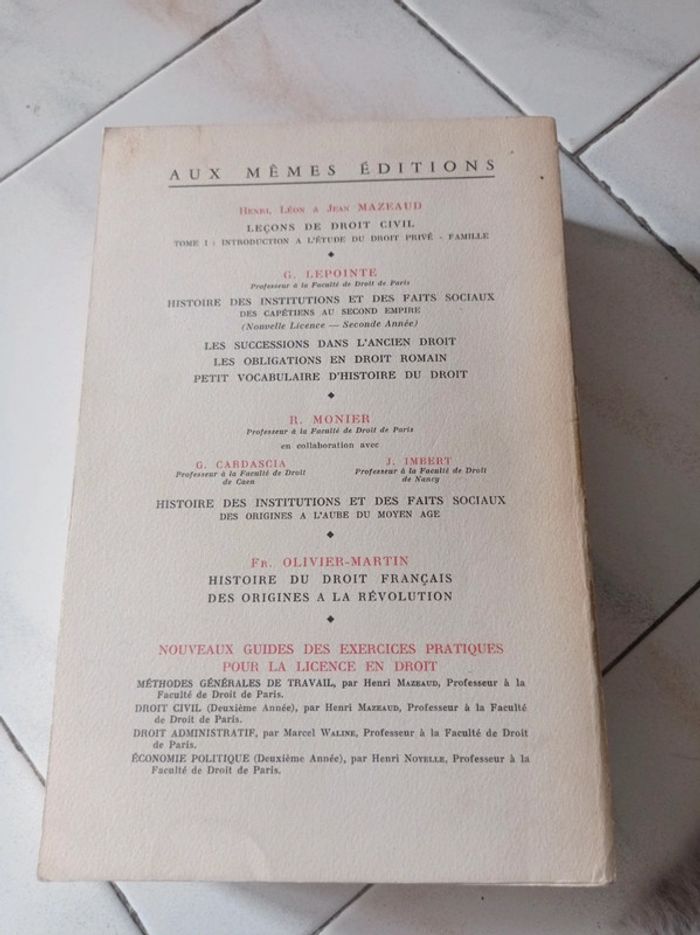 AUX MÊMES ÉDITIONS
Henri, Léon & Jean MAZEAUD
LEÇONS DE DROIT CIVIL
TOME I : INTRODUCTION A L'ÉTUDE DU DROIT PRIVÉ - FAMILLE
G. LEPOINTE
Professeur à la Faculté de Droit de Paris
HISTOIRE DES INSTITUTIONS ET DES FAITS SOCIAUX
DES CAPÉTIENS AU SECOND EMPIRE
(Nouvelle Licence — Seconde Année)
LES SUCCESSIONS DANS L'ANCIEN DROIT
LES OBLIGATIONS EN DROIT ROMAIN
PETIT VOCABULAIRE D'HISTOIRE DU DROIT
R. MONIER
Professeur à la Faculté de Droit de Paris
en collaboration avec
G. CARDASCIA
Professeur à la Faculté de Droit
de Caen
J. IMBERT
Professeur à la Faculté de Droit
de Nancy
HISTOIRE DES INSTITUTIONS ET DES FAITS SOCIAUX
DES ORIGINES A L'AUBE DU MOYEN AGE
Fr. OLIVIER-MARTIN
HISTOIRE DU DROIT FRANÇAIS
DES ORIGINES A LA RÉVOLUTION
NOUVEAUX GUIDES DES EXERCICES PRATIQUES
POUR LA LICENCE EN DROIT
MÉTHODES GÉNÉRALES DE TRAVAIL, par Henri Mazeaud, Professeur à la
Faculté de Droit de Paris.
DROIT CIVIL (Deuxième Année), par Henri Mazeaud, Professeur à la Faculté
de Droit de Paris.
DROIT ADMINISTRATIF, par Marcel Waline, Professeur à la Faculté de Droit
de Paris.
ÉCONOMIE POLITIQUE (Deuxième Année), par Henri Noyelle, Professeur à la
Faculté de Droit de Paris.